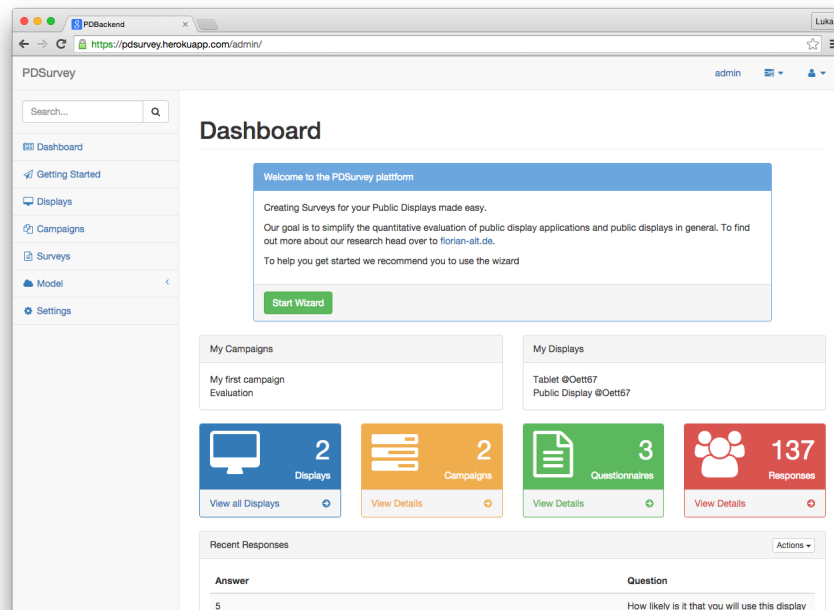 PDBackend
Luka
https://pdsurvey.herokuapp.com/admin/
PDSurvey
admin
Search...
Dashboard
Getting Started
Displays
Campaigns
Surveys
Model
Settings
Dashboard
Welcome to the PDSurvey plattform
Creating Surveys for your Public Displays made easy.
Our goal is to simplify the quantitative evaluation of public display applications and public displays in general. To find
out more about our research head over to florian-alt.de.
To help you get started we recommend you to use the wizard
Start Wizard
My Campaigns
My first campaign
Evaluation
My Displays
Tablet @Oett67
Public Display @Oett67
2
Displays
View all Displays
2
Campaigns
View Details
3
Questionnaires
View Details
137
Responses
View Details
Recent Responses
Actions
Answer Question
5 How likely is it that you will use this display